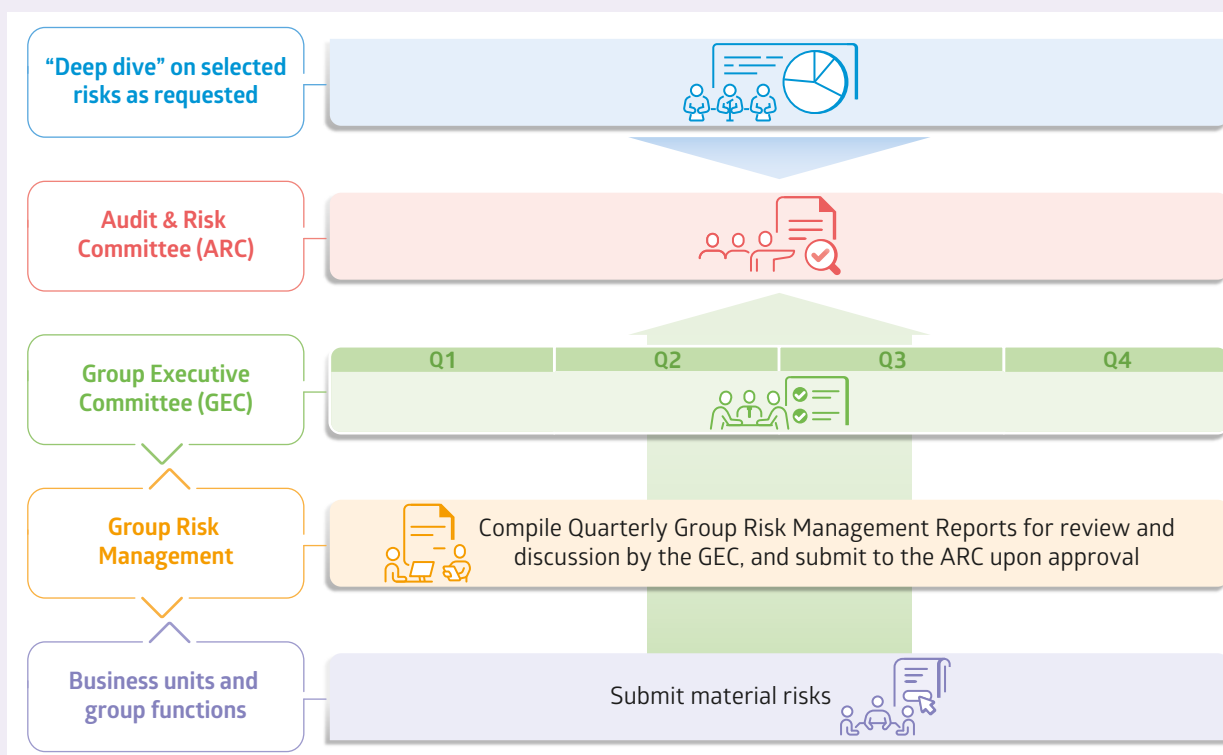 “Deep dive” on selected
risks as requested
Audit & Risk
Committee (ARC)
Group Executive
Committee (GEC)
Q1 Q2 Q3 Q4
Group Risk
Management
Compile Quarterly Group Risk Management Reports for review and
discussion by the GEC, and submit to the ARC upon approval
Business units and
group functions
Submit material risks